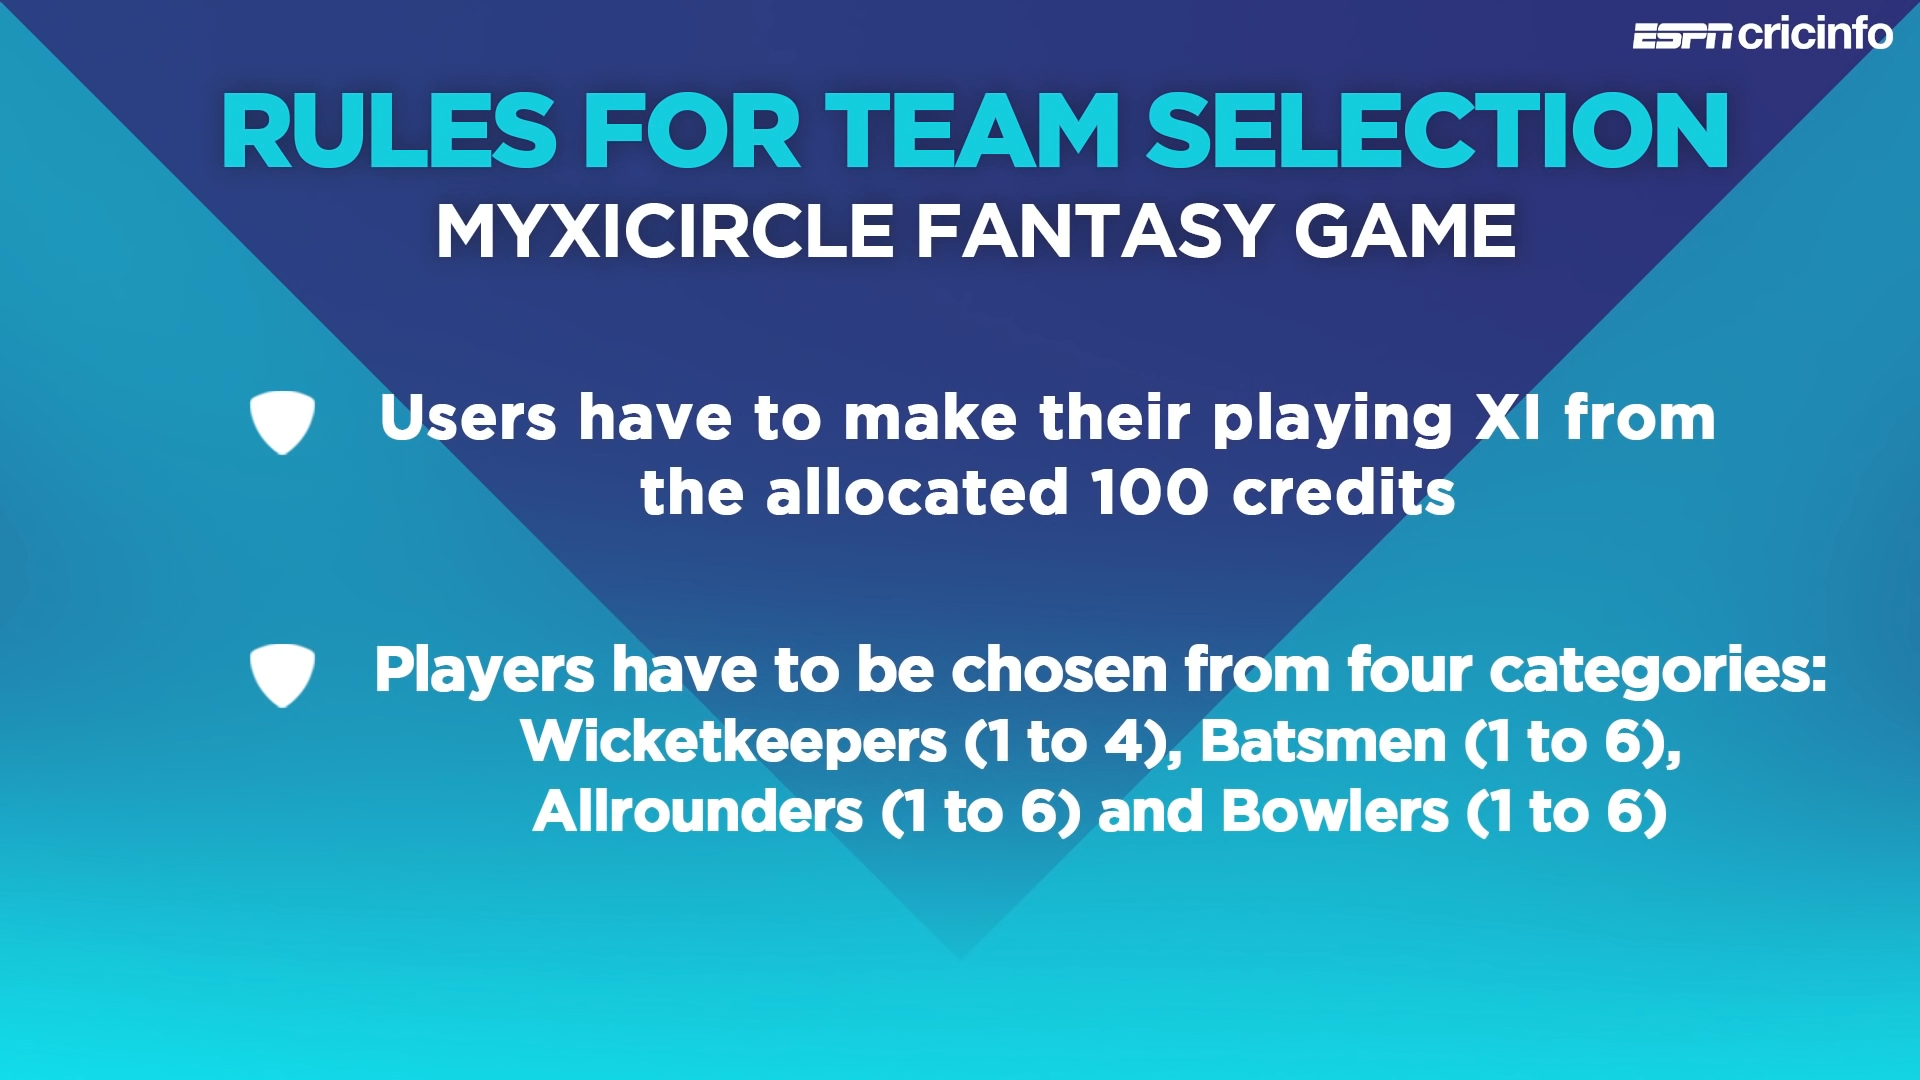 ESPN cricinfo
RULES FOR TEAM SELECTION
MYXICIRCLE FANTASY GAME
Users have to make their playing XI from
the allocated 100 credits
Players have to be chosen from four categories:
Wicketkeepers (1 to 4), Batsmen (1 to 6),
Allrounders (1 to 6) and Bowlers (1 to 6)